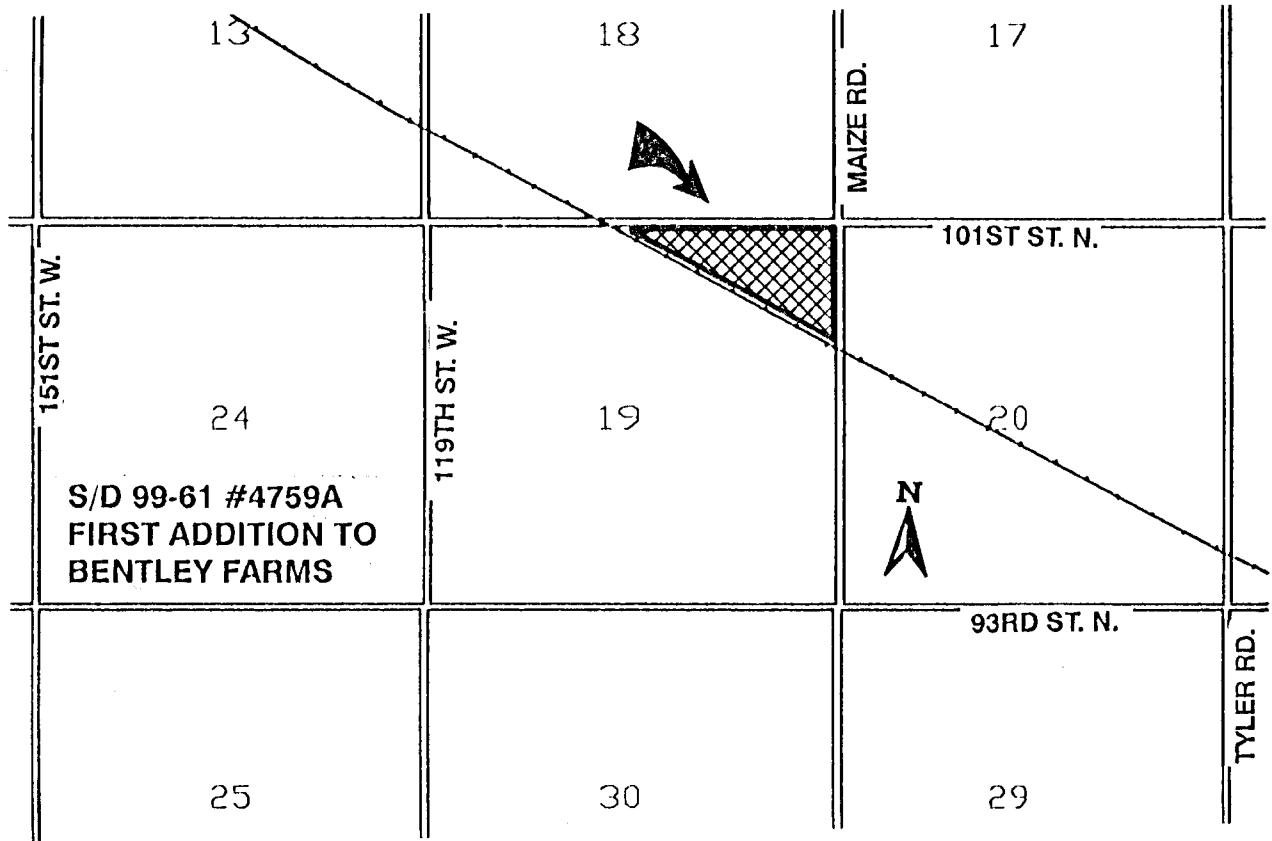 13
18
17
MAIZE RD.
101ST ST. N.
151ST ST. W.
119TH ST. W.
24
19
20
S/D 99-61 #4759A
FIRST ADDITION TO
BENTLEY FARMS
N
93RD ST. N.
TYLER RD.
25
30
29